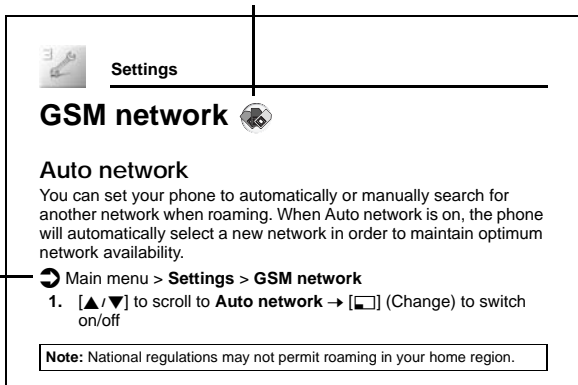 Settings
GSM network
Auto network
You can set your phone to automatically or manually search for
another network when roaming. When Auto network is on, the phone
will automatically select a new network in order to maintain optimum
network availability.
Main menu > Settings > GSM network
1. [▲/▼] to scroll to Auto network → [ ] (Change) to switch
on/off
Note: National regulations may not permit roaming in your home region.